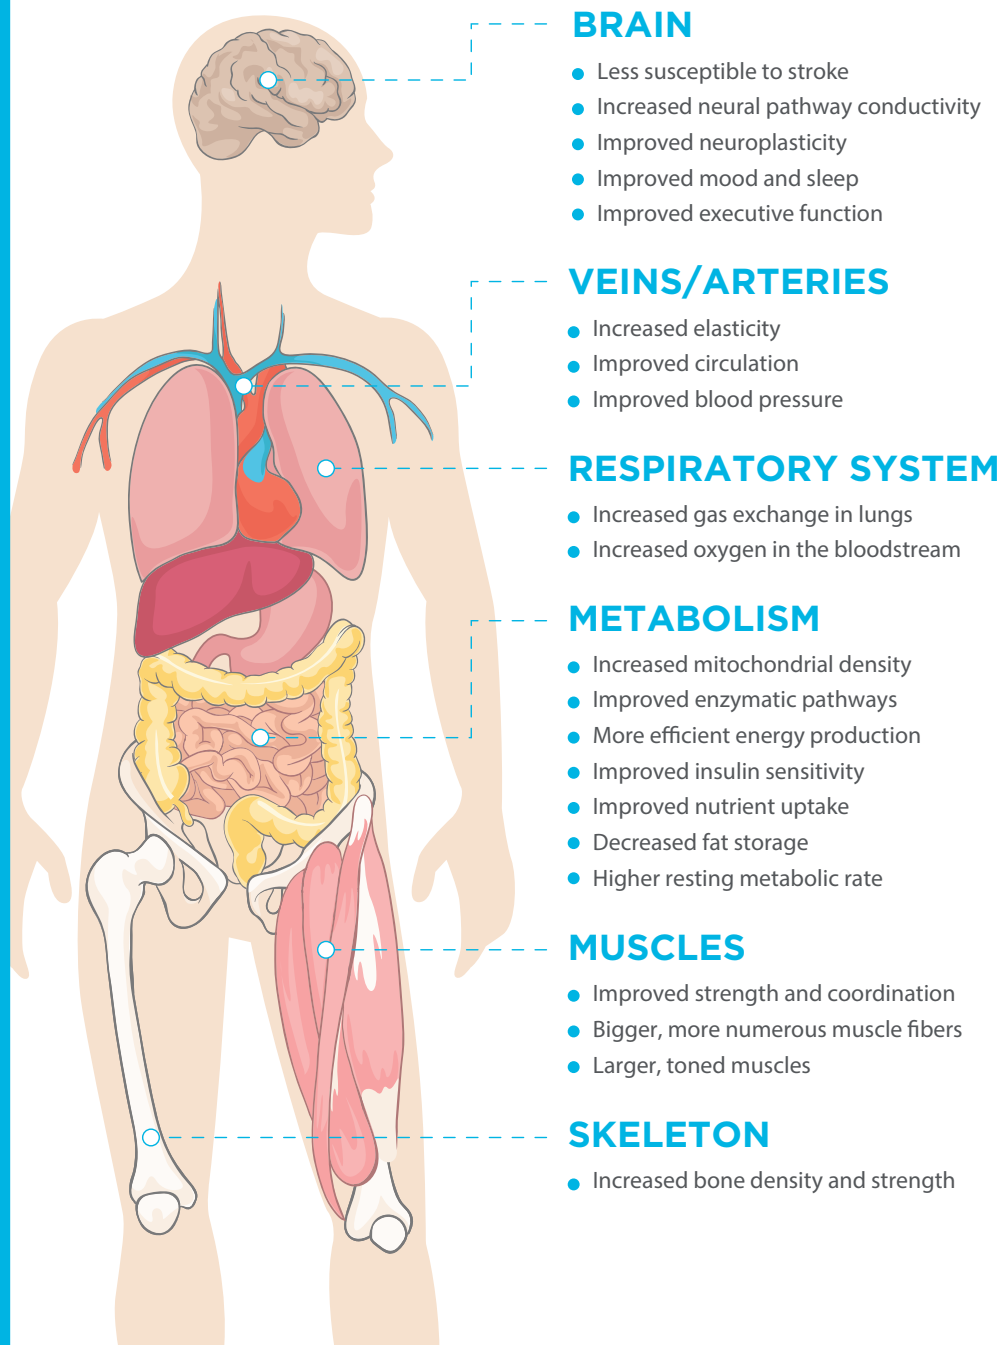 BRAIN
Less susceptible to stroke
Increased neural pathway conductivity
Improved neuroplasticity
Improved mood and sleep
Improved executive function
VEINS/ARTERIES
Increased elasticity
Improved circulation
Improved blood pressure
RESPIRATORY SYSTEM
Increased gas exchange in lungs
Increased oxygen in the bloodstream
METABOLISM
Increased mitochondrial density
Improved enzymatic pathways
More efficient energy production
Improved insulin sensitivity
Improved nutrient uptake
Decreased fat storage
Higher resting metabolic rate
MUSCLES
Improved strength and coordination
Bigger, more numerous muscle fibers
Larger, toned muscles
SKELETON
Increased bone density and strength